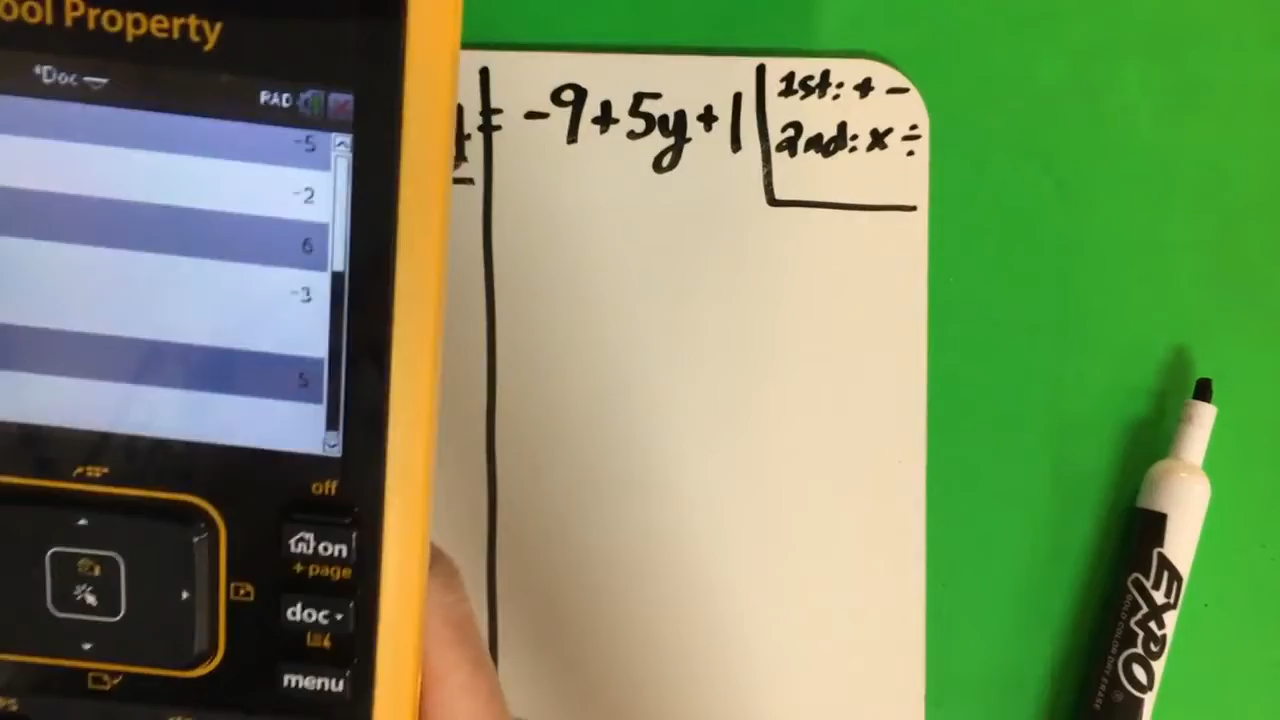 ool Property
*Doc
RAD
-5
-2
6
-3
5
off
on
+page
doc
menu
= -9+5y+1
1st: + -
2nd: x ÷
EXPO